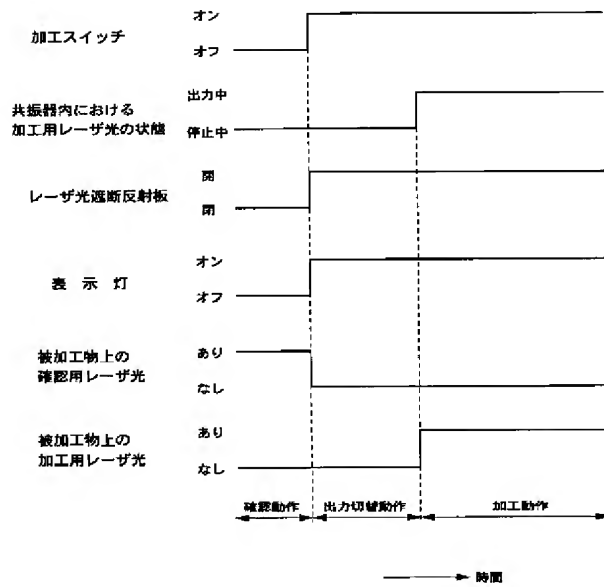 加工スイッチ
オン
オフ
共振器内における
加工用レーザ光の状態
出力中
停止中
レーザ光遮断反射板
開
閉
表 示 灯
オン
オフ
被加工物上の
確認用レーザ光
あり
なし
被加工物上の
加工用レーザ光
あり
なし
確認動作
出力切替動作
加工動作
時間